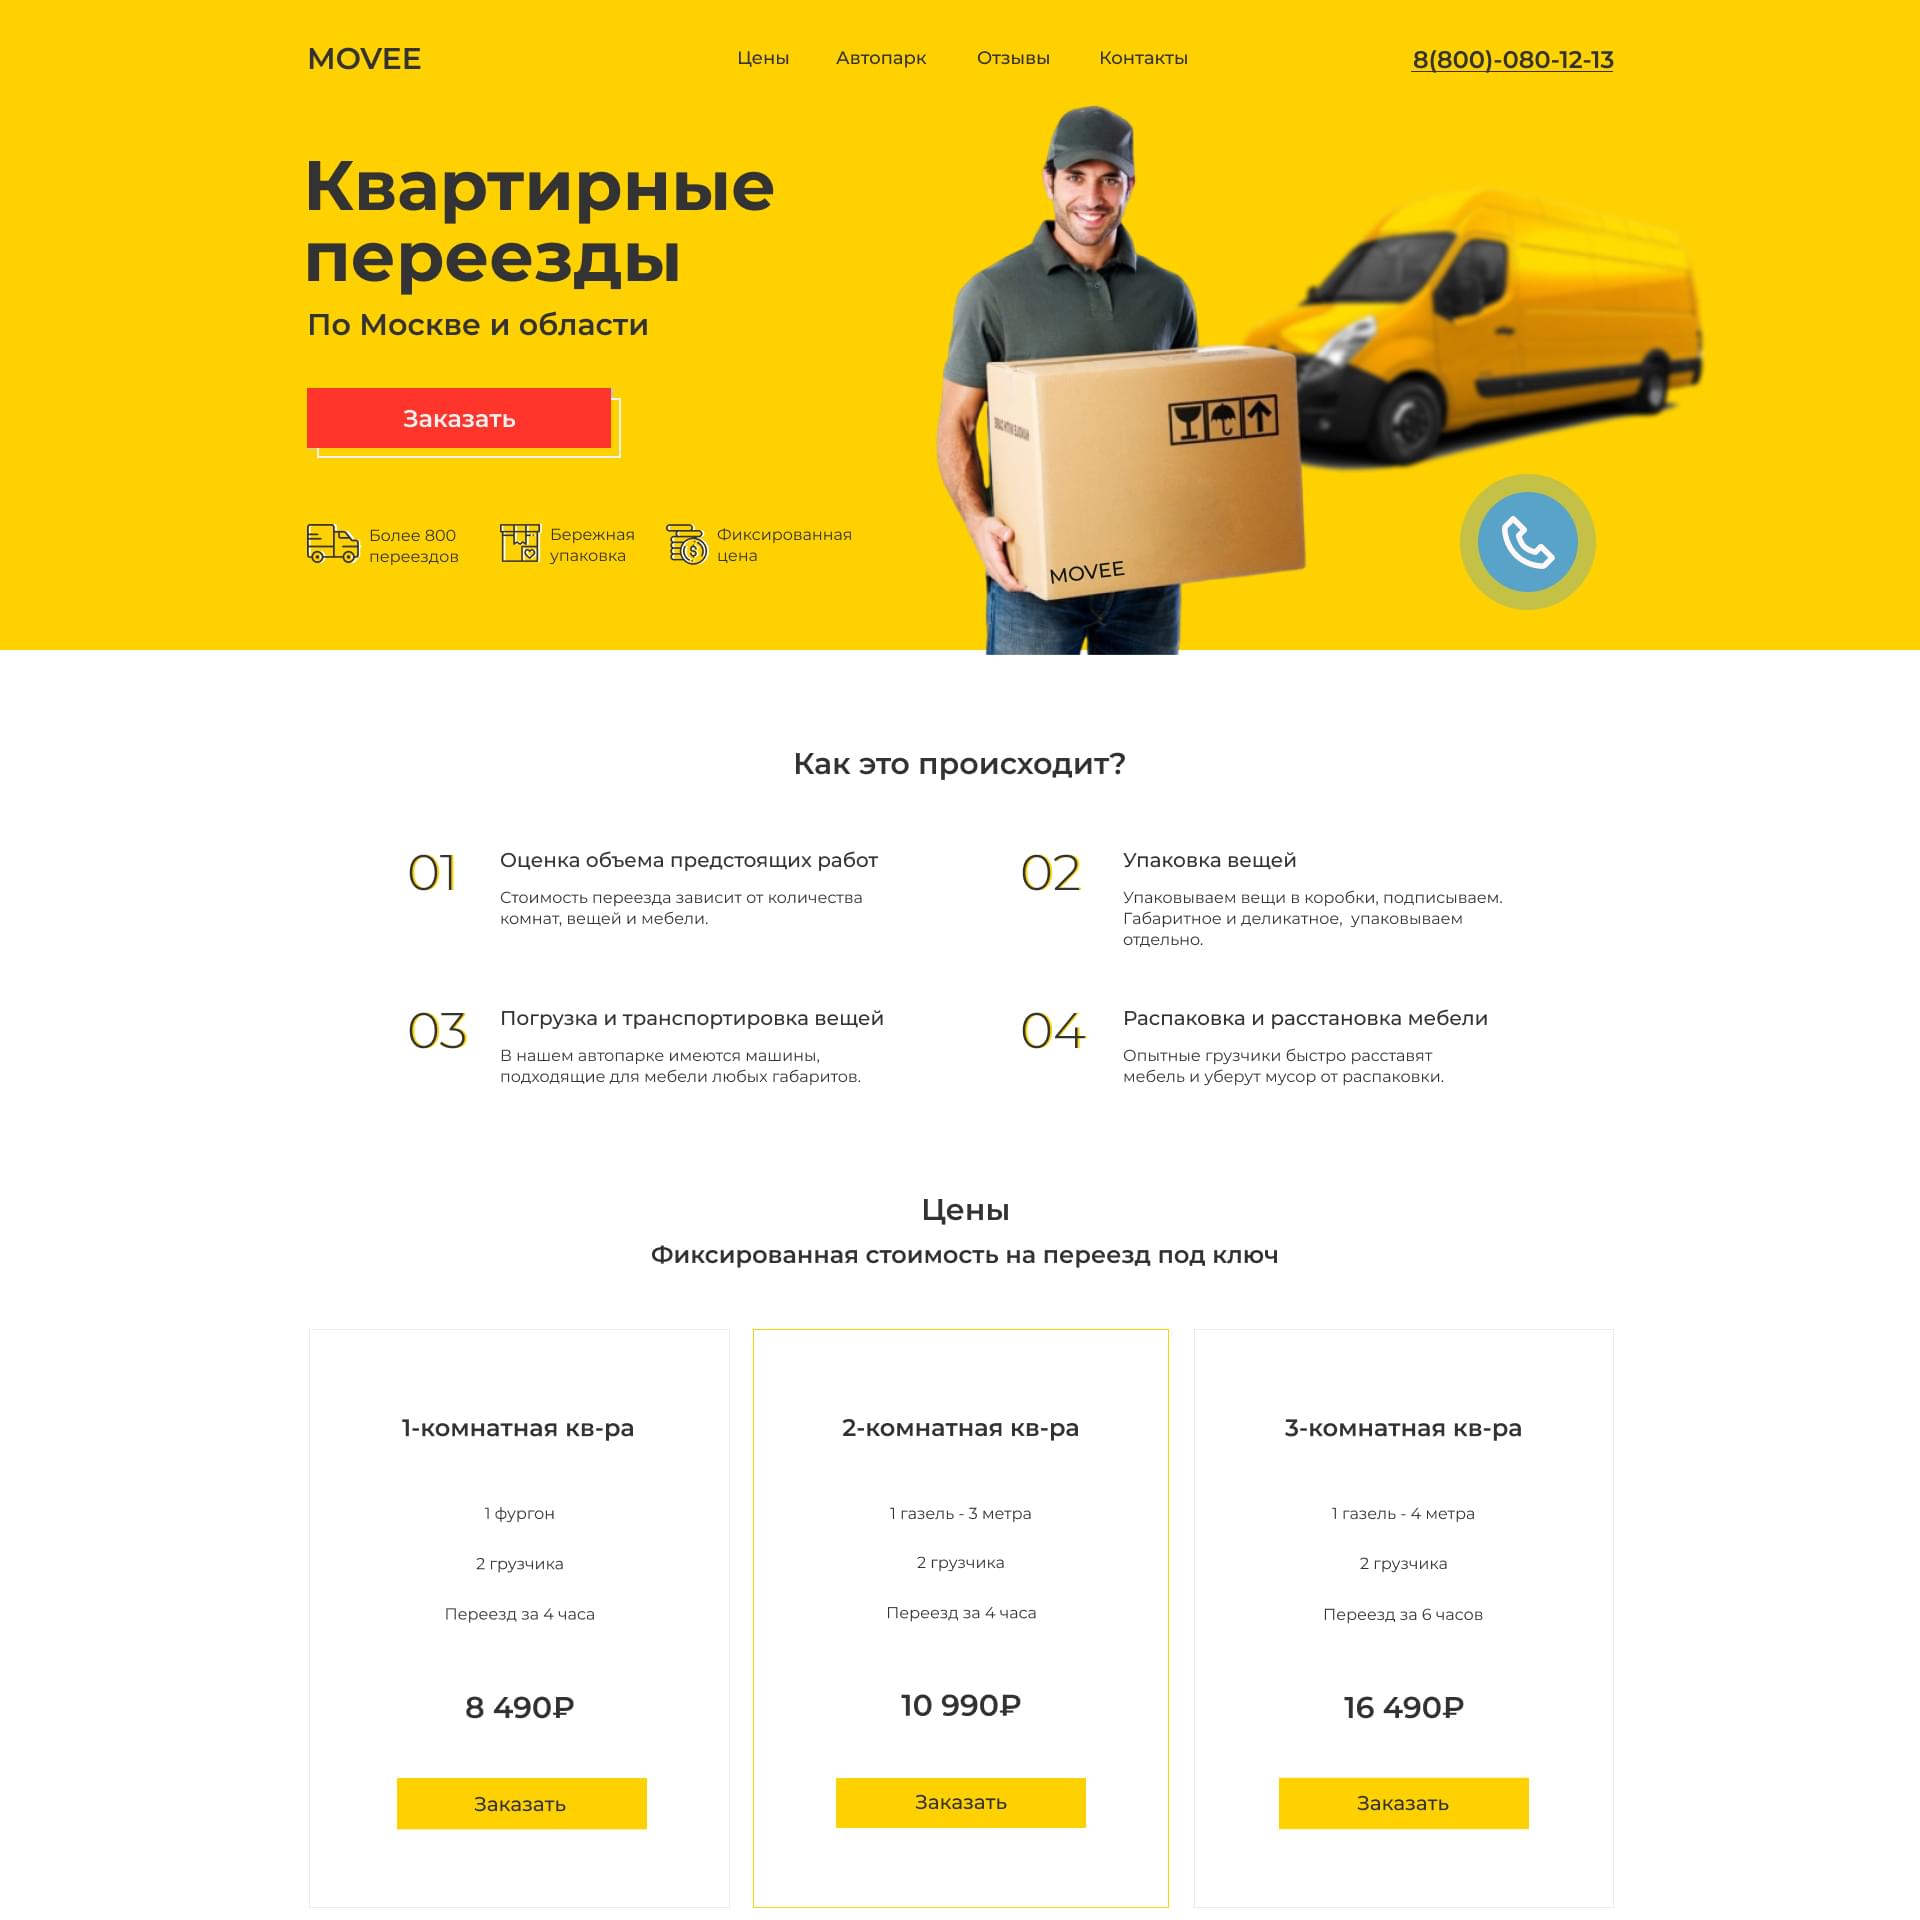 MOVEE
Цены
Автопарк
Отзывы
Контакты
8(800)-080-12-13
Квартирные
переезды
По Москве и области
Заказать
Более 800
переездов
Бережная
упаковка
Фиксированная
цена
MOVEE
Как это происходит?
01
Оценка объема предстоящих работ
Стоимость переезда зависит от количества
комнат, вещей и мебели.
02
Упаковка вещей
Упаковываем вещи в коробки, подписываем.
Габаритное и деликатное,  упаковываем
отдельно.
03
Погрузка и транспортировка вещей
В нашем автопарке имеются машины,
подходящие для мебели любых габаритов.
04
Распаковка и расстановка мебели
Опытные грузчики быстро расставят
мебель и уберут мусор от распаковки.
Цены
Фиксированная стоимость на переезд под ключ
1-комнатная кв-ра
1 фургон
2 грузчика
Переезд за 4 часа
8 490₽
Заказать
2-комнатная кв-ра
1 газель - 3 метра
2 грузчика
Переезд за 4 часа
10 990₽
Заказать
3-комнатная кв-ра
1 газель - 4 метра
2 грузчика
Переезд за 6 часов
16 490₽
Заказать